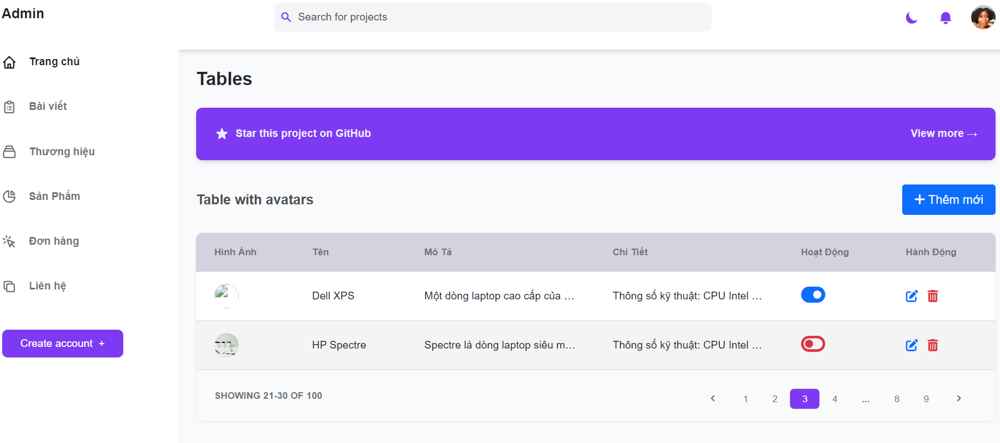 Admin
Search for projects
Trang chủ
Bài viết
Thương hiệu
Sản Phẩm
Đơn hàng
Liên hệ
Create account +
Tables
Star this project on GitHub
View more →
Table with avatars
+ Thêm mới
Hình Ảnh Tên Mô Tả Chi Tiết Hoạt Động Hành Động
Dell XPS Một dòng laptop cao cấp của ... Thông số kỹ thuật: CPU Intel ...
HP Spectre Spectre là dòng laptop siêu m... Thông số kỹ thuật: CPU Intel ...
SHOWING 21-30 OF 100
1 2 3 4 ... 8 9